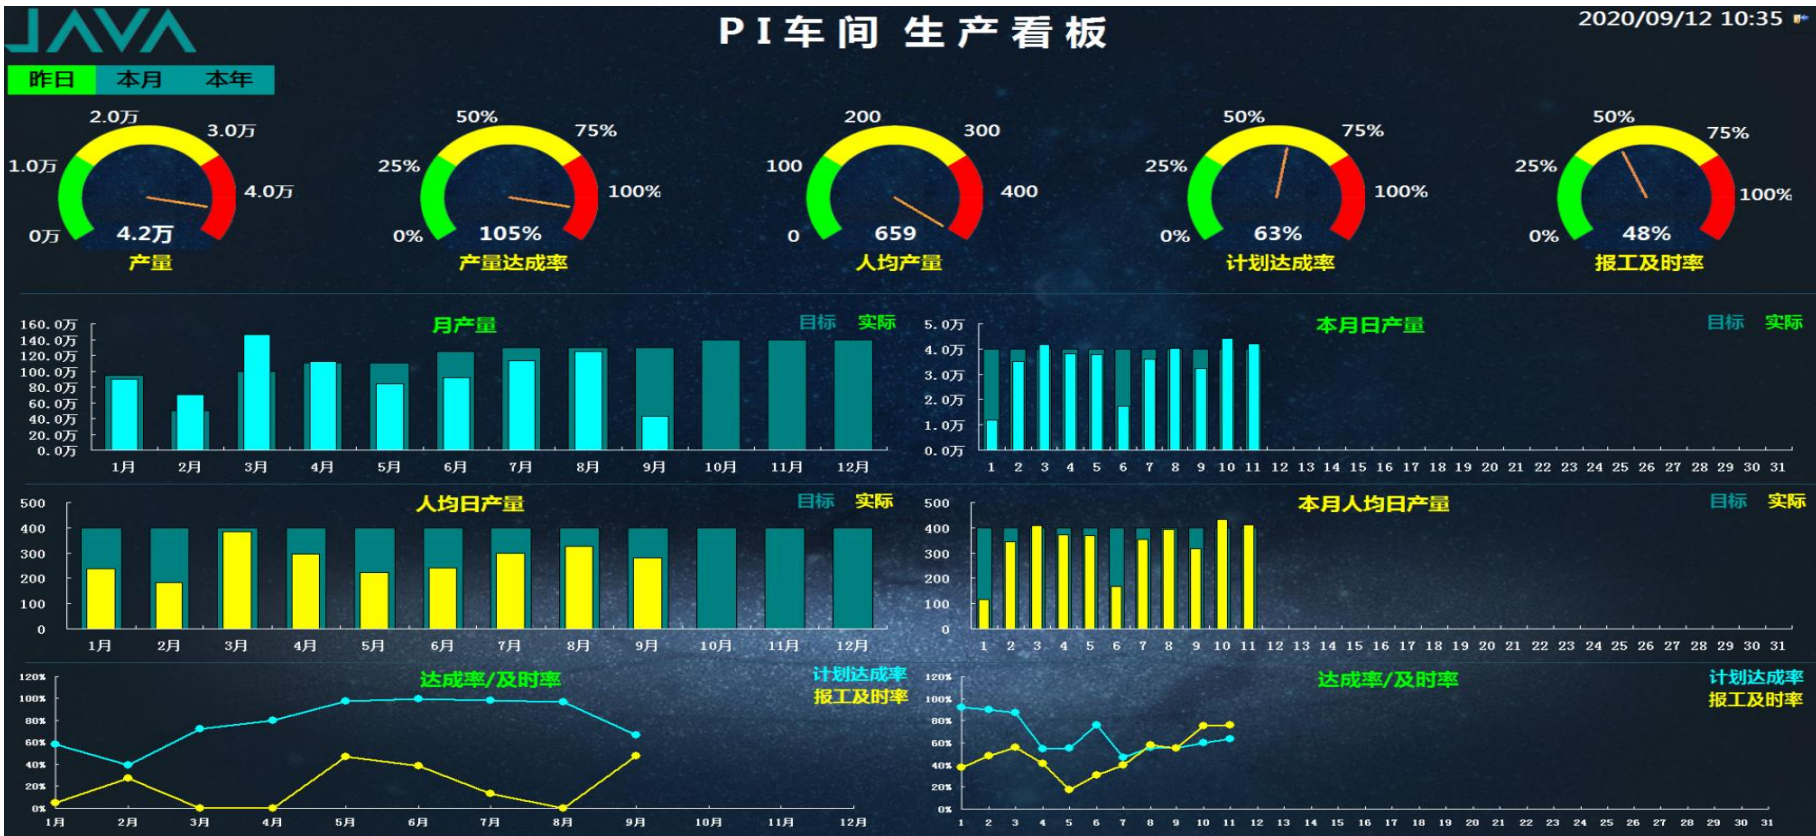 JAVA
PI车间 生产看板
2020/09/12 10:35
昨日 本月 本年
0万 1.0万 2.0万 3.0万 4.0万
4.2万
产量
0% 25% 50% 75% 100%
105%
产量达成率
0 100 200 300 400
659
人均产量
0% 25% 50% 75% 100%
63%
计划达成率
0% 25% 50% 75% 100%
48%
报工及时率
月产量
目标 实际
160.0万
140.0万
120.0万
100.0万
80.0万
60.0万
40.0万
20.0万
0.0万
1月 2月 3月 4月 5月 6月 7月 8月 9月 10月 11月 12月
本月日产量
目标 实际
5.0万
4.0万
3.0万
2.0万
1.0万
0.0万
1 2 3 4 5 6 7 8 9 10 11 12 13 14 15 16 17 18 19 20 21 22 23 24 25 26 27 28 29 30 31
人均日产量
目标 实际
500
400
300
200
100
0
1月 2月 3月 4月 5月 6月 7月 8月 9月 10月 11月 12月
本月人均日产量
目标 实际
500
400
300
200
100
0
1 2 3 4 5 6 7 8 9 10 11 12 13 14 15 16 17 18 19 20 21 22 23 24 25 26 27 28 29 30 31
达成率/及时率
计划达成率
报工及时率
120%
100%
80%
60%
40%
20%
0%
1月 2月 3月 4月 5月 6月 7月 8月 9月 10月 11月 12月
达成率/及时率
计划达成率
报工及时率
120%
100%
80%
60%
40%
20%
0%
1 2 3 4 5 6 7 8 9 10 11 12 13 14 15 16 17 18 19 20 21 22 23 24 25 26 27 28 29 30 31